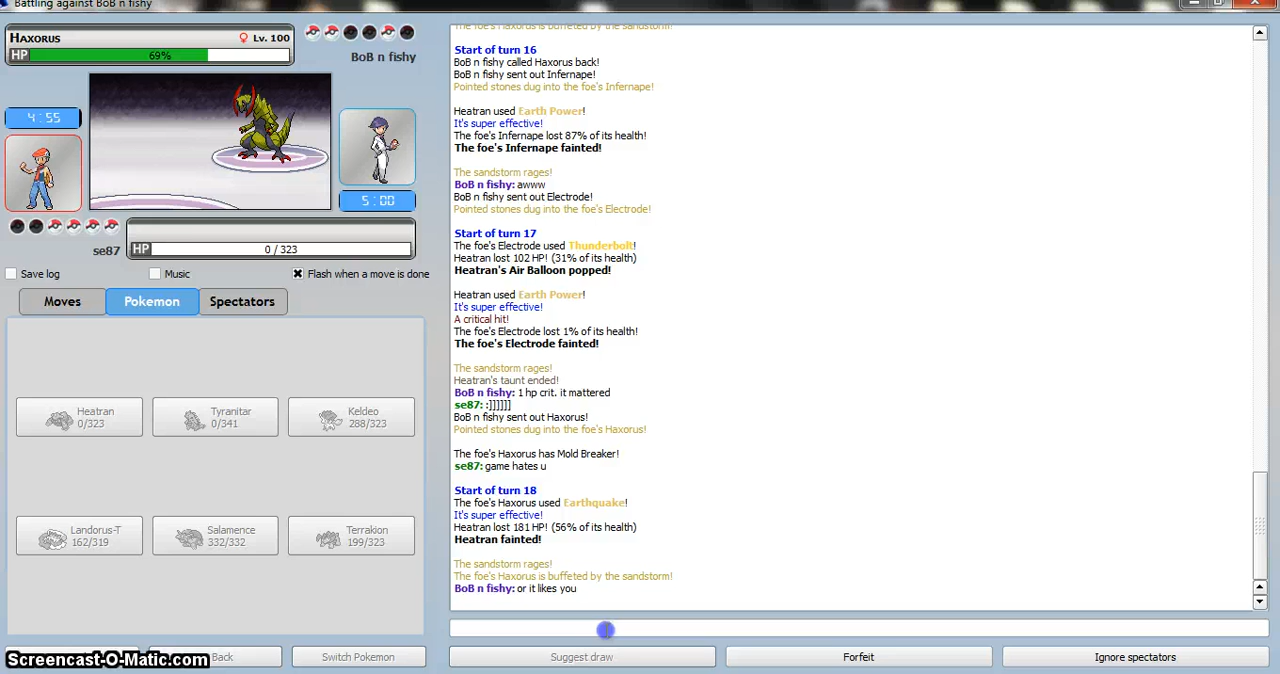 Battling against BoB n fishy
HAXORUS ♀ Lv. 100
HP 69%
BoB n fishy
4:55
5:00
se87
HP 0 / 323
Save log
Music
Flash when a move is done
Moves
Pokemon
Spectators
Heatran
0/323
Tyranitar
0/341
Keldeo
288/323
Landorus-T
162/319
Salamence
332/332
Terrakion
199/323
Back
Switch Pokemon
Screencast-O-Matic.com
The foe's Haxorus is buffeted by the sandstorm!
Start of turn 16
BoB n fishy called Haxorus back!
BoB n fishy sent out Infernape!
Pointed stones dug into the foe's Infernape!
Heatran used Earth Power!
It's super effective!
The foe's Infernape lost 87% of its health!
The foe's Infernape fainted!
The sandstorm rages!
BoB n fishy: awww
BoB n fishy sent out Electrode!
Pointed stones dug into the foe's Electrode!
Start of turn 17
The foe's Electrode used Thunderbolt!
Heatran lost 102 HP! (31% of its health)
Heatran's Air Balloon popped!
Heatran used Earth Power!
It's super effective!
A critical hit!
The foe's Electrode lost 1% of its health!
The foe's Electrode fainted!
The sandstorm rages!
Heatran's taunt ended!
BoB n fishy: 1 hp crit. it mattered
se87: :]]]]]]
BoB n fishy sent out Haxorus!
Pointed stones dug into the foe's Haxorus!
The foe's Haxorus has Mold Breaker!
se87: game hates u
Start of turn 18
The foe's Haxorus used Earthquake!
It's super effective!
Heatran lost 181 HP! (56% of its health)
Heatran fainted!
The sandstorm rages!
The foe's Haxorus is buffeted by the sandstorm!
BoB n fishy: or it likes you
Suggest draw
Forfeit
Ignore spectators